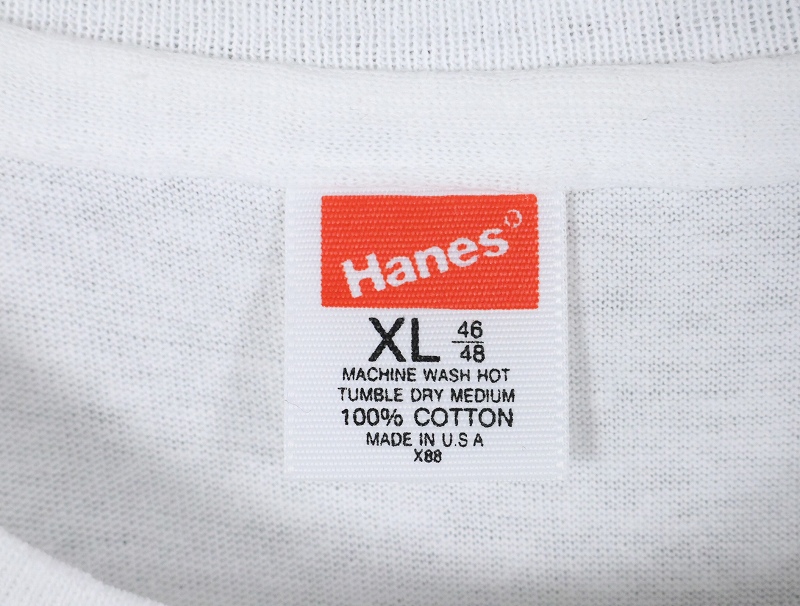 Hanes®
XL 46/48
MACHINE WASH HOT
TUMBLE DRY MEDIUM
100% COTTON
MADE IN U.S A
X88